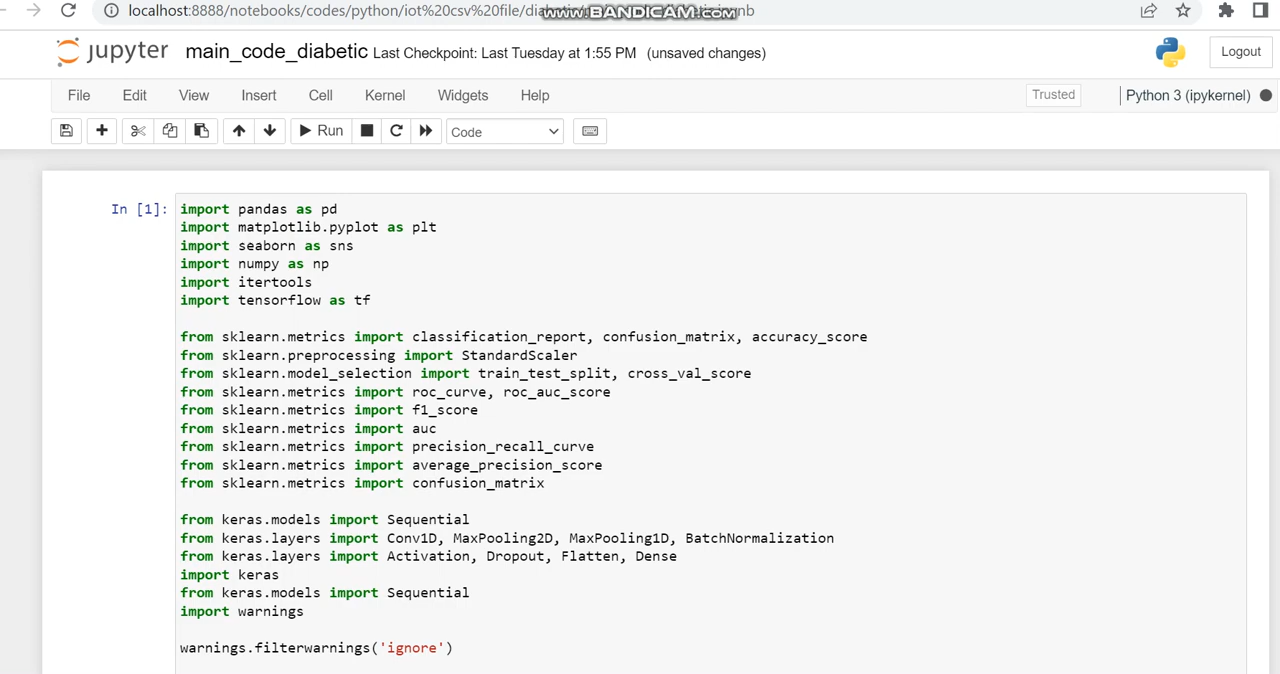 localhost:8888/notebooks/codes/python/iot%20csv%20file/dia
www.BANDICAM.com
nb
jupyter main_code_diabetic Last Checkpoint: Last Tuesday at 1:55 PM (unsaved changes)
Logout
File Edit View Insert Cell Kernel Widgets Help
Trusted
Python 3 (ipykernel)
Run
Code
In [1]:
import pandas as pd
import matplotlib.pyplot as plt
import seaborn as sns
import numpy as np
import itertools
import tensorflow as tf
from sklearn.metrics import classification_report, confusion_matrix, accuracy_score
from sklearn.preprocessing import StandardScaler
from sklearn.model_selection import train_test_split, cross_val_score
from sklearn.metrics import roc_curve, roc_auc_score
from sklearn.metrics import f1_score
from sklearn.metrics import auc
from sklearn.metrics import precision_recall_curve
from sklearn.metrics import average_precision_score
from sklearn.metrics import confusion_matrix
from keras.models import Sequential
from keras.layers import Conv1D, MaxPooling2D, MaxPooling1D, BatchNormalization
from keras.layers import Activation, Dropout, Flatten, Dense
import keras
from keras.models import Sequential
import warnings
warnings.filterwarnings('ignore')